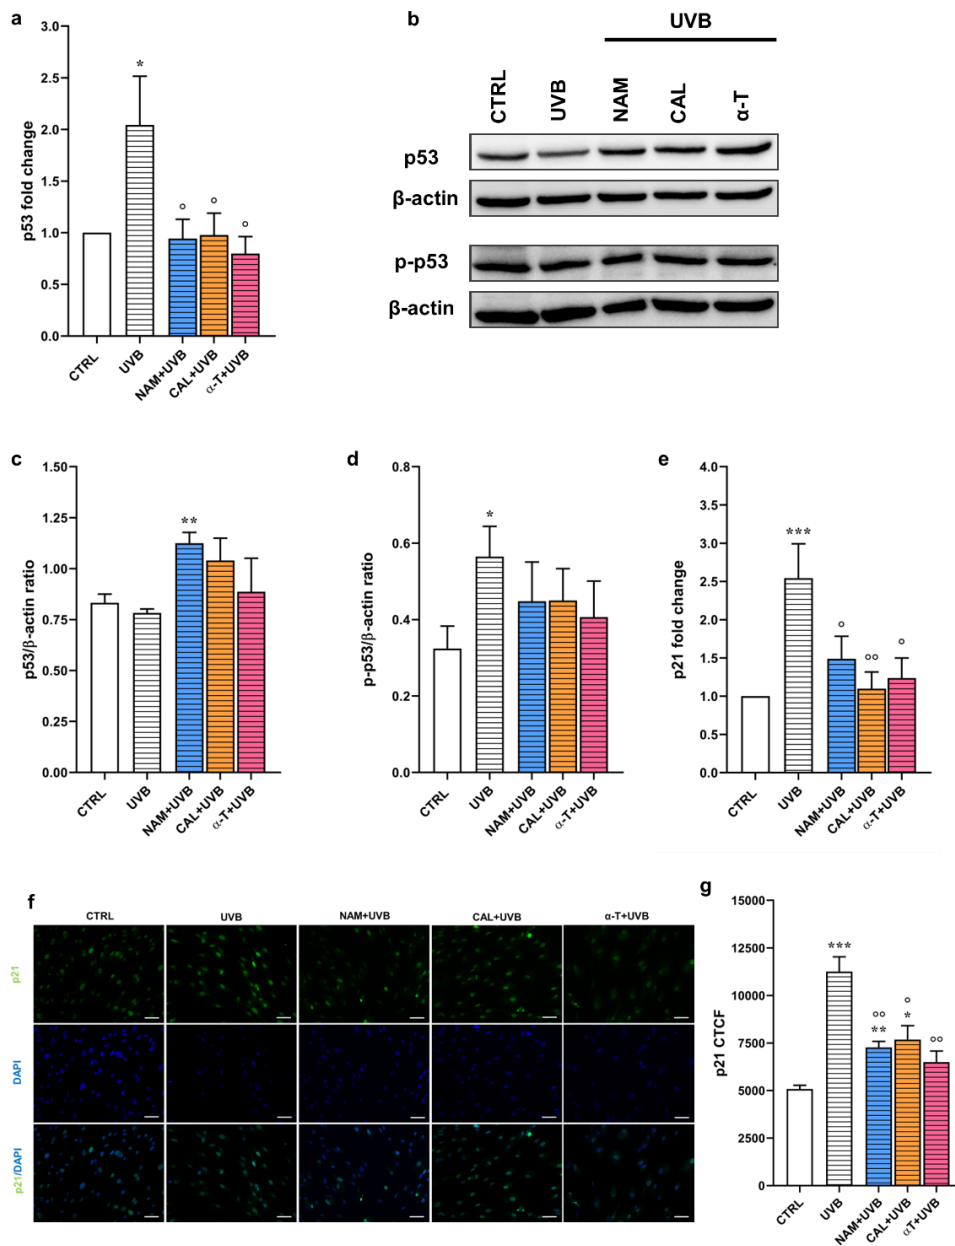 a
p53 fold change
3.0
2.5
2.0
1.5
1.0
0.5
0.0
*
° ° °
CTRL
UVB
NAM+UVB
CAL+UVB
α-T+UVB
b
UVB
CTRL
UVB
NAM
CAL
α-T
p53
β-actin
p-p53
β-actin
c
p53/β-actin ratio
1.50
1.25
1.00
0.75
0.50
0.25
0.00
**
CTRL
UVB
NAM+UVB
CAL+UVB
α-T+UVB
d
p-p53/β-actin ratio
0.8
0.6
0.4
0.2
0.0
*
CTRL
UVB
NAM+UVB
CAL+UVB
α-T+UVB
e
p21 fold change
4.0
3.5
3.0
2.5
2.0
1.5
1.0
0.5
0.0
***
° °° °
CTRL
UVB
NAM+UVB
CAL+UVB
α-T+UVB
f
CTRL UVB NAM+UVB CAL+UVB α-T+UVB
p21
DAPI
p21/DAPI
g
p21 CTCF
15000
12500
10000
7500
5000
2500
0
***
°° ° °°
** *
CTRL
UVB
NAM+UVB
CAL+UVB
αT+UVB